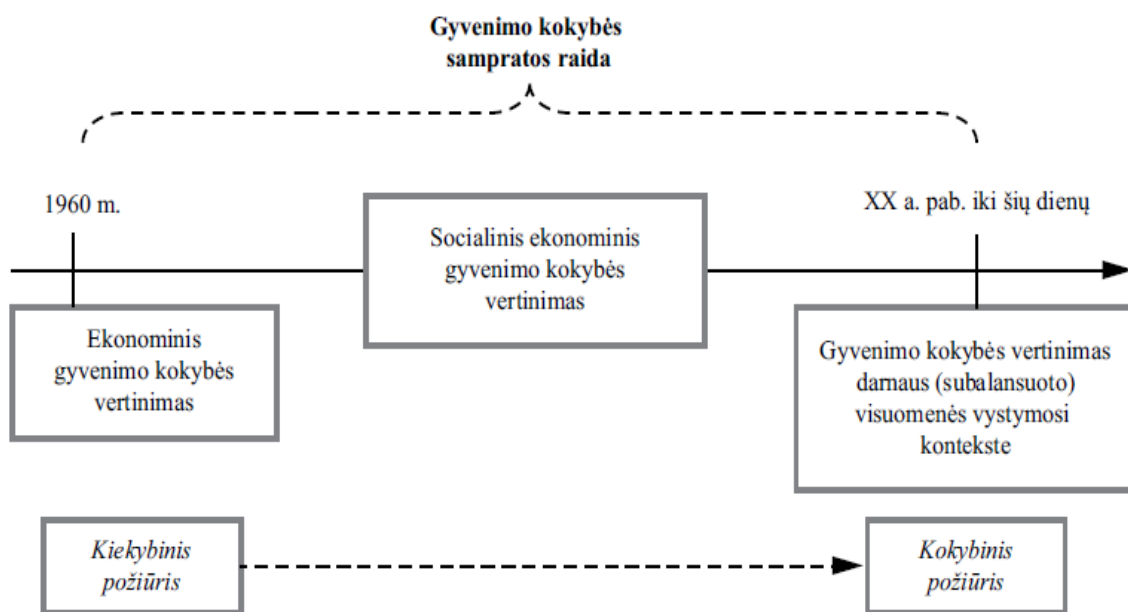 Gyvenimo kokybės
sampratos raida
1960 m.
XX a. pab. iki šių dienų
Socialinis ekonominis
gyvenimo kokybės
vertinimas
Ekonominis
gyvenimo kokybės
vertinimas
Gyvenimo kokybės vertinimas
darnaus (subalansuoto)
visuomenės vystymosi
kontekste
Kiekybinis
požiūris
Kokybinis
požiūris